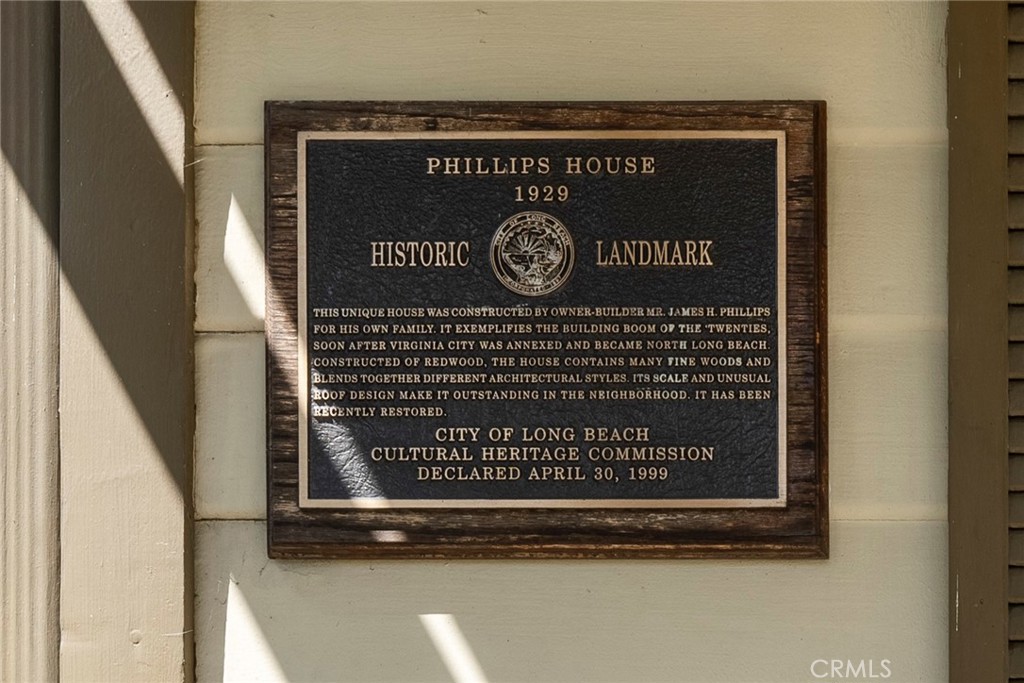 PHILLIPS HOUSE
1929
HISTORIC LANDMARK
CITY OF LONG BEACH
THIS UNIQUE HOUSE WAS CONSTRUCTED BY OWNER-BUILDER MR. JAMES H. PHILLIPS
FOR HIS OWN FAMILY. IT EXEMPLIFIES THE BUILDING BOOM OF THE 'TWENTIES,
SOON AFTER VIRGINIA CITY WAS ANNEXED AND BECAME NORTH LONG BEACH.
CONSTRUCTED OF REDWOOD, THE HOUSE CONTAINS MANY FINE WOODS AND
BLENDS TOGETHER DIFFERENT ARCHITECTURAL STYLES. ITS SCALE AND UNUSUAL
ROOF DESIGN MAKE IT OUTSTANDING IN THE NEIGHBORHOOD. IT HAS BEEN
RECENTLY RESTORED.
CITY OF LONG BEACH
CULTURAL HERITAGE COMMISSION
DECLARED APRIL 30, 1999
CRMLS